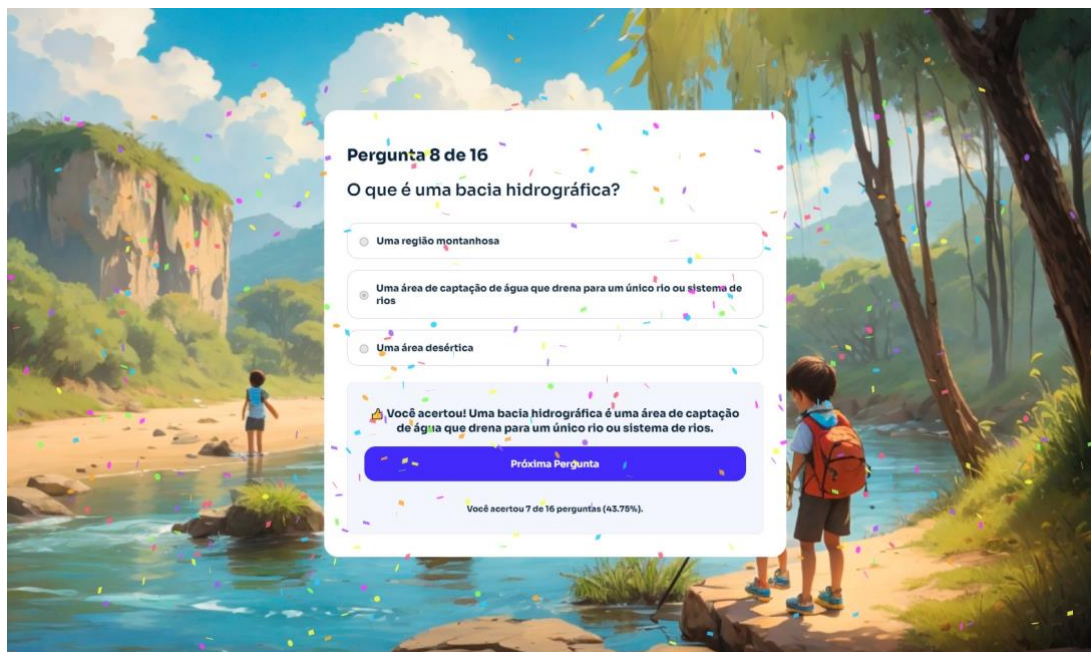 Pergunta 8 de 16
O que é uma bacia hidrográfica?
Uma região montanhosa
Uma área de captação de água que drena para um único rio ou sistema de
rios
Uma área desértica
👍 Você acertou! Uma bacia hidrográfica é uma área de captação
de água que drena para um único rio ou sistema de rios.
Próxima Pergunta
Você acertou 7 de 16 perguntas (43.75%).